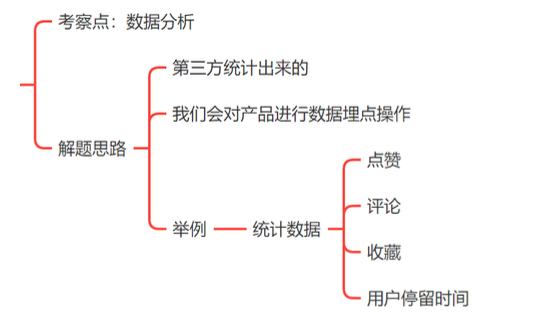 考察点：数据分析
第三方统计出来的
我们会对产品进行数据埋点操作
解题思路
点赞
评论
举例
统计数据
收藏
用户停留时间